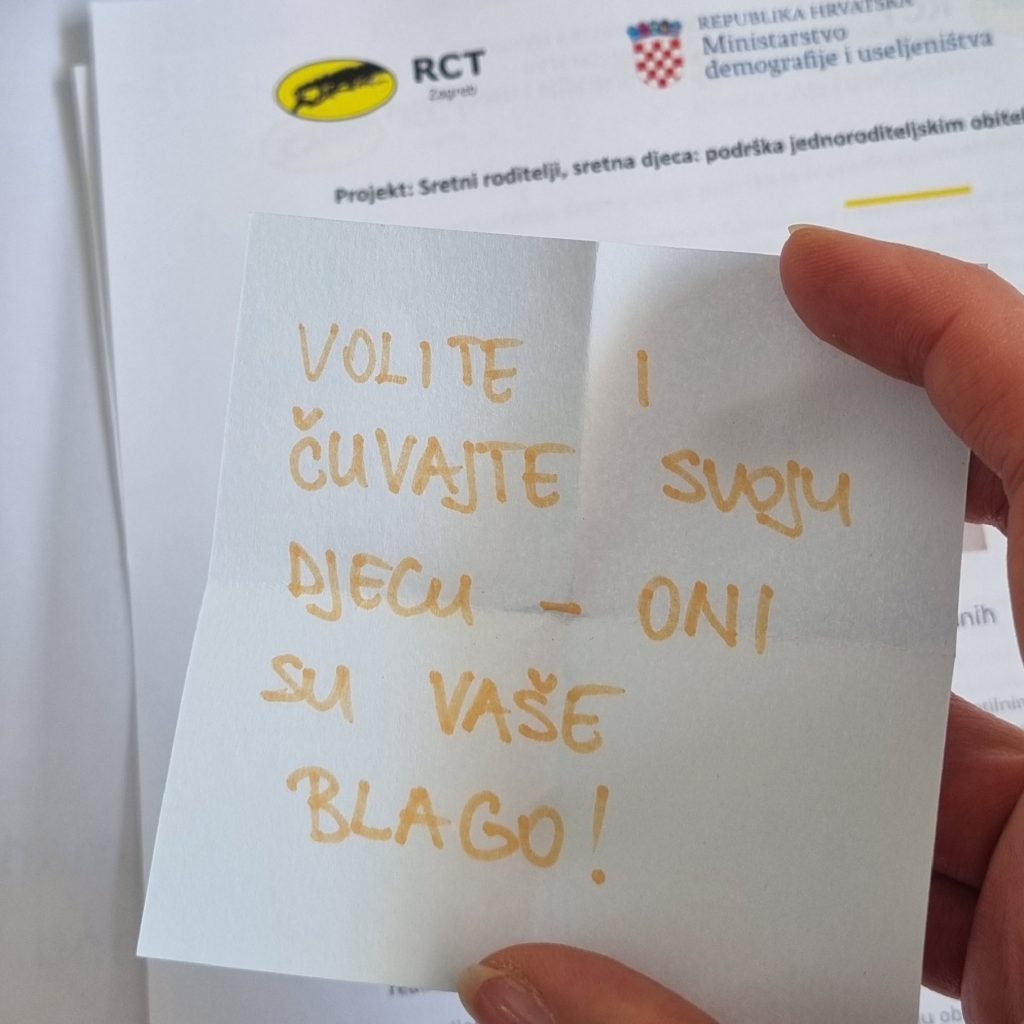 RCT
Zagreb
REPUBLIKA HRVATSKA
Ministarstvo
demografije i useljeništva
Projekt: Sretni roditelji, sretna djeca: podrška jednoroditeljskim
VOLITE I
ČUVAJTE SVOJU
DJECU - ONI
SU VAŠE
BLAGO!